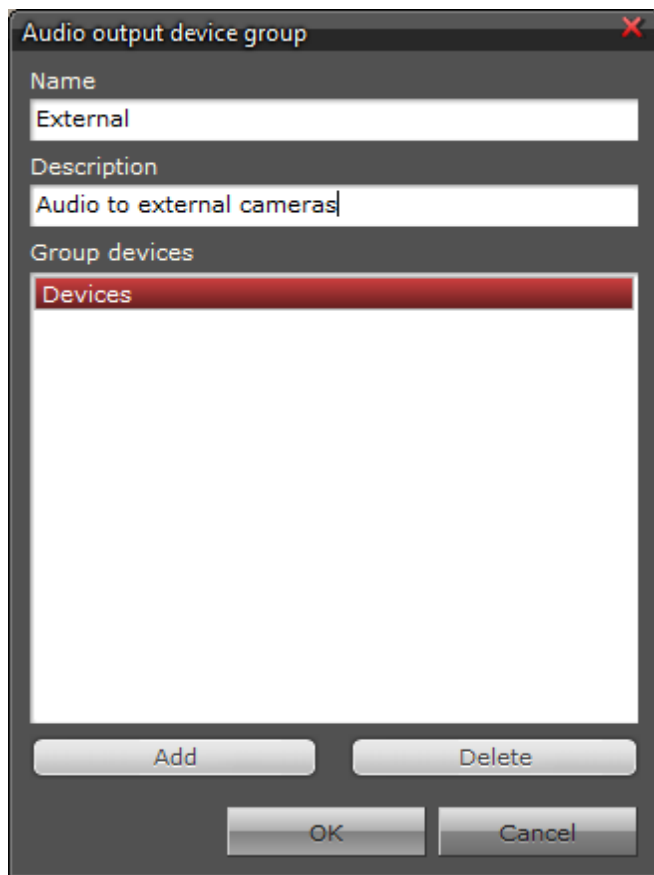 Audio output device group
Name
External
Description
Audio to external cameras
Group devices
Devices
Add Delete
OK Cancel